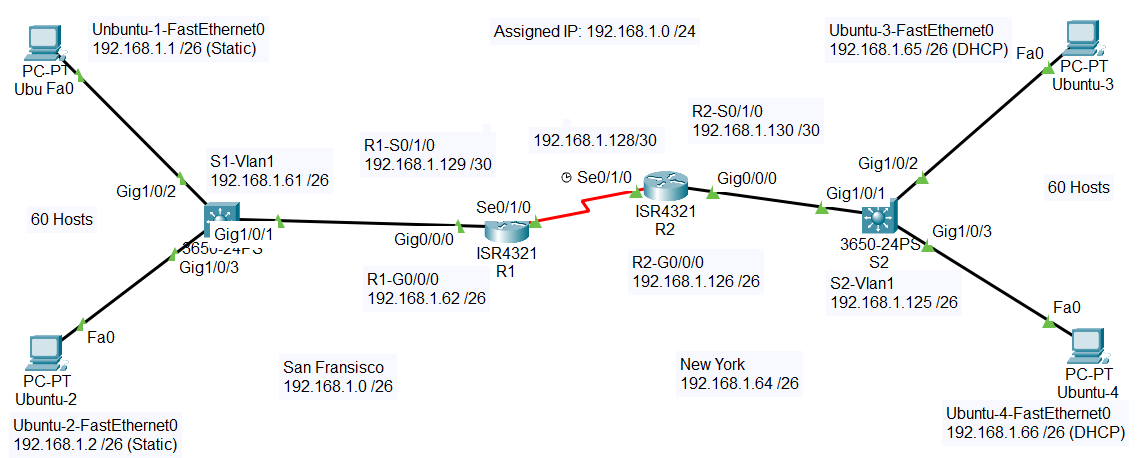 Unbuntu-1-FastEthernet0
192.168.1.1 /26 (Static)
PC-PT
Ubu Fa0
Assigned IP: 192.168.1.0 /24
Ubuntu-3-FastEthernet0
192.168.1.65 /26 (DHCP)
Fa0
PC-PT
Ubuntu-3
R2-S0/1/0
192.168.1.130 /30
192.168.1.128/30
R1-S0/1/0
192.168.1.129 /30
S1-Vlan1
192.168.1.61 /26
Gig1/0/2
60 Hosts
Gig1/0/1
3650-24PS
Gig1/0/3
Se0/1/0
Gig0/0/0
ISR4321
R1
Se0/1/0
ISR4321
R2
Gig0/0/0
Gig1/0/2
Gig1/0/1
60 Hosts
3650-24PS
S2
Gig1/0/3
R1-G0/0/0
192.168.1.62 /26
R2-G0/0/0
192.168.1.126 /26
S2-Vlan1
192.168.1.125 /26
Fa0
PC-PT
Ubuntu-2
Ubuntu-2-FastEthernet0
192.168.1.2 /26 (Static)
San Fransisco
192.168.1.0 /26
New York
192.168.1.64 /26
Fa0
PC-PT
Ubuntu-4
Ubuntu-4-FastEthernet0
192.168.1.66 /26 (DHCP)